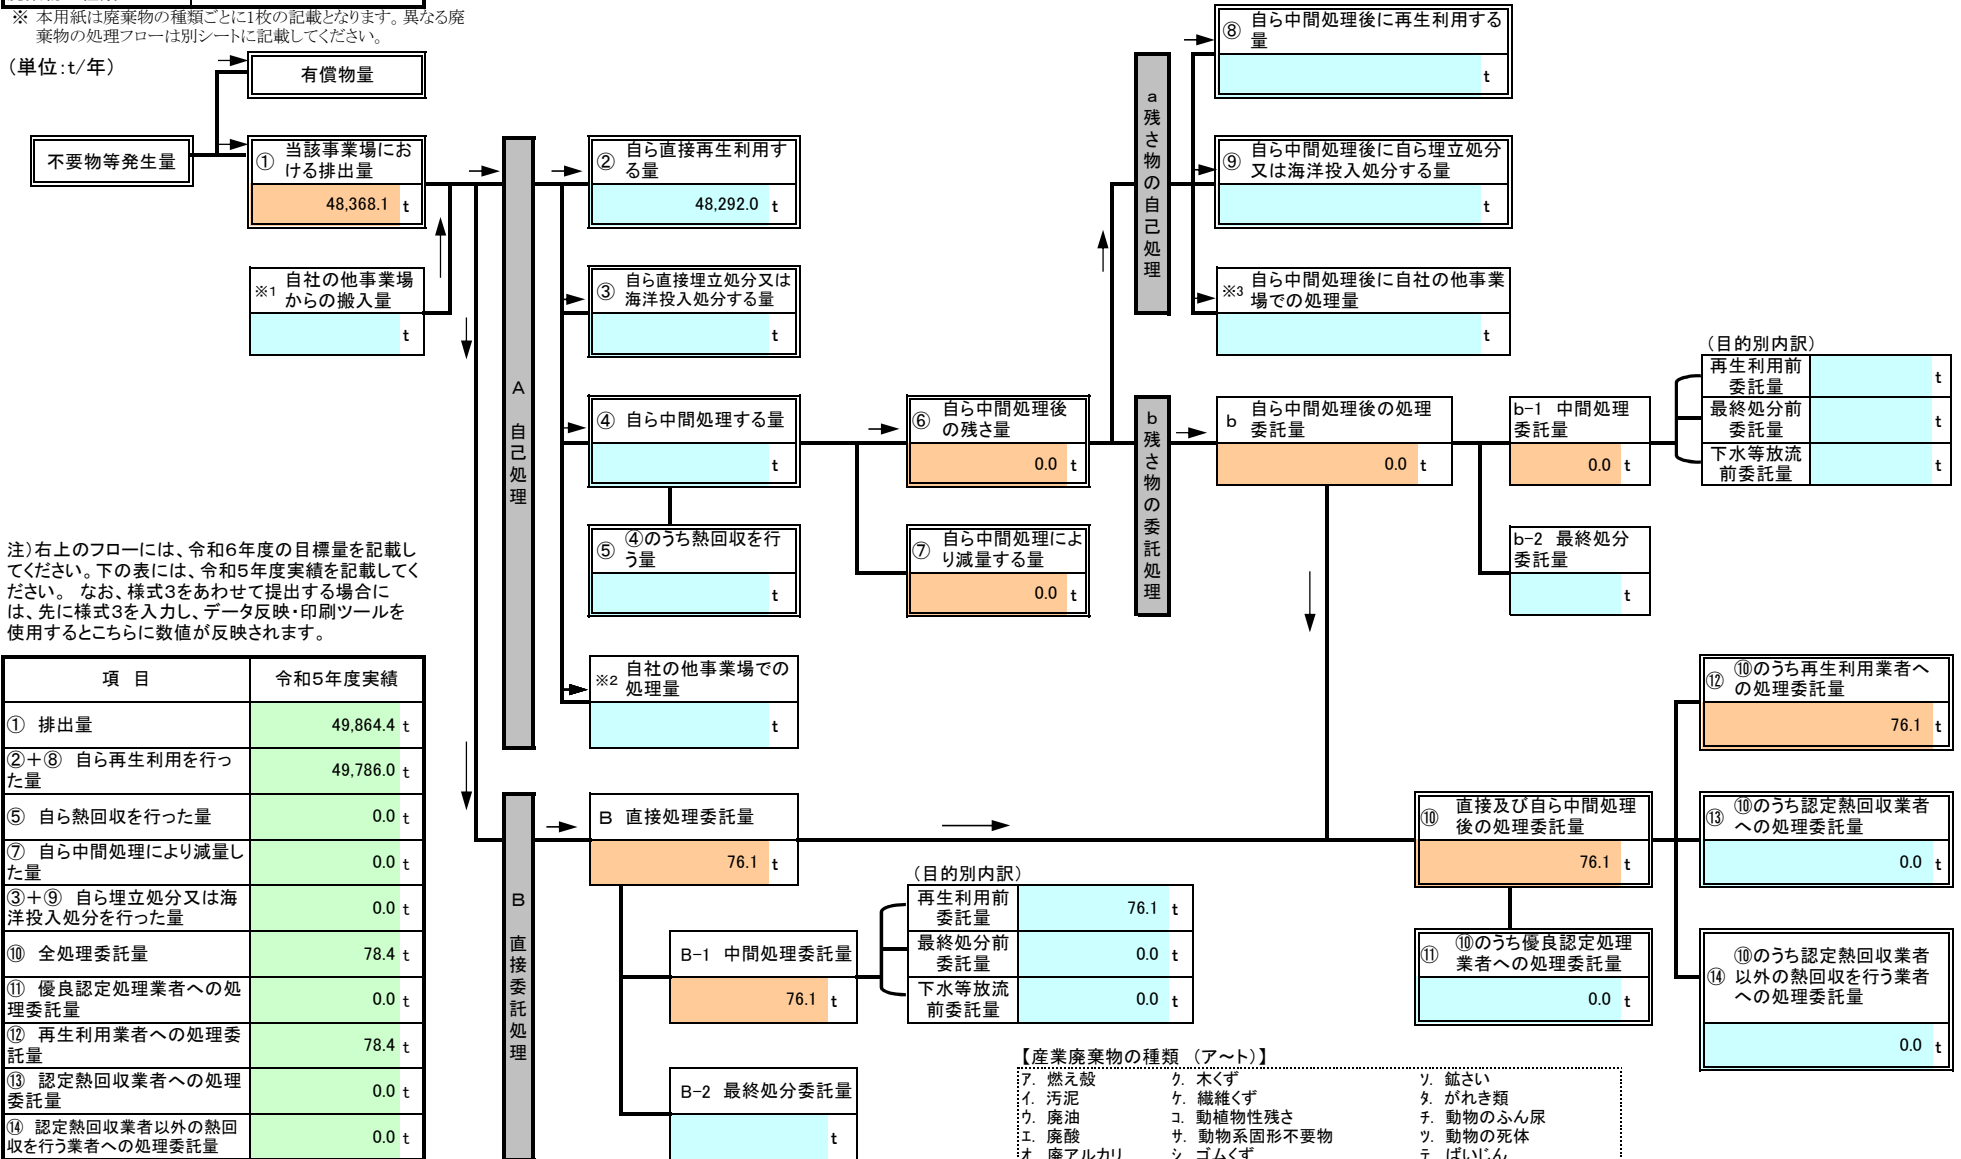 ※ 本用紙は廃棄物の種類ごとに1枚の記載となります。異なる廃
棄物の処理フローは別シートに記載してください。
（単位:t/年）
有償物量
不要物等発生量
① 当該事業場にお
ける排出量
48,368.1 t
※1 自社の他事業場
からの搬入量
t
A 自己処理
② 自ら直接再生利用す
る量
48,292.0 t
③ 自ら直接埋立処分又は
海洋投入処分する量
t
④ 自ら中間処理する量
t
⑤ ④のうち熱回収を行
う量
t
※2 自社の他事業場での
処理量
t
⑥ 自ら中間処理後
の残さ量
0.0 t
⑦ 自ら中間処理によ
り減量する量
0.0 t
a 残さ物の自己処理
⑧ 自ら中間処理後に再生利用する
量
t
⑨ 自ら中間処理後に自ら埋立処分
又は海洋投入処分する量
t
※3 自ら中間処理後に自社の他事業
場での処理量
t
b 残さ物の委託処理
b 自ら中間処理後の処理
委託量
0.0 t
b-1 中間処理
委託量
0.0 t
（目的別内訳）
再生利用前
委託量
t
最終処分前
委託量
t
下水等放流
前委託量
t
b-2 最終処分
委託量
t
注）右上のフローには、令和６年度の目標量を記載し
てください。下の表には、令和５年度実績を記載してく
ださい。 なお、様式３をあわせて提出する場合に
は、先に様式３を入力し、データ反映・印刷ツールを
使用するとこちらに数値が反映されます。
項 目 令和５年度実績
① 排出量 49,864.4 t
②＋⑧ 自ら再生利用を行っ
た量 49,786.0 t
⑤ 自ら熱回収を行った量 0.0 t
⑦ 自ら中間処理により減量し
た量 0.0 t
③＋⑨ 自ら埋立処分又は海
洋投入処分を行った量 0.0 t
⑩ 全処理委託量 78.4 t
⑪ 優良認定処理業者への処
理委託量 0.0 t
⑫ 再生利用業者への処理委
託量 78.4 t
⑬ 認定熱回収業者への処理
委託量 0.0 t
⑭ 認定熱回収業者以外の熱回
収を行う業者への処理委託量 0.0 t
B 直接委託処理
B 直接処理委託量
76.1 t
B-1 中間処理委託量
76.1 t
（目的別内訳）
再生利用前
委託量
76.1 t
最終処分前
委託量
0.0 t
下水等放流
前委託量
0.0 t
B-2 最終処分委託量
t
⑩ 直接及び自ら中間処理
後の処理委託量
76.1 t
⑪ ⑩のうち優良認定処理
業者への処理委託量
0.0 t
⑫ ⑩のうち再生利用業者へ
の処理委託量
76.1 t
⑬ ⑩のうち認定熱回収業者
への処理委託量
0.0 t
⑭ ⑩のうち認定熱回収業者
以外の熱回収を行う業者
への処理委託量
0.0 t
【産業廃棄物の種類 （ア～ト）】
ア. 燃え殻 ク. 木くず ソ. 鉱さい
イ. 汚泥 ケ. 繊維くず タ. がれき類
ウ. 廃油 コ. 動植物性残さ チ. 動物のふん尿
エ. 廃酸 サ. 動物系固形不要物 ツ. 動物の死体
オ. 廃アルカリ シ. ゴムくず テ. ばいじん